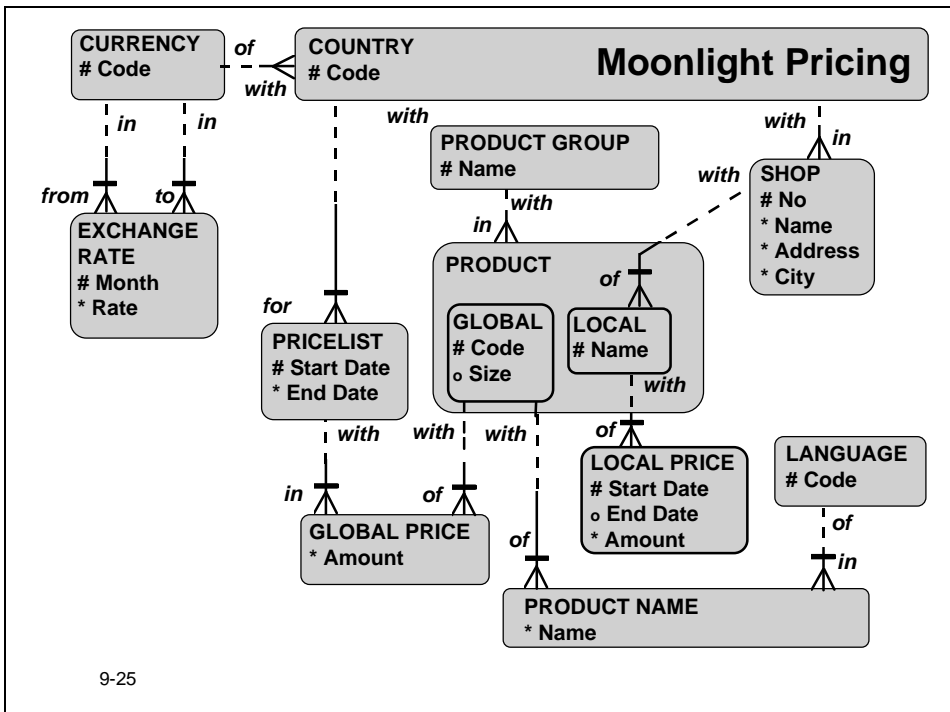 CURRENCY
# Code
of
with
COUNTRY
# Code
Moonlight Pricing
in
in
from
to
EXCHANGE
RATE
# Month
* Rate
with
for
PRICELIST
# Start Date
* End Date
with
PRODUCT GROUP
# Name
with
in
PRODUCT
GLOBAL
# Code
o Size
LOCAL
# Name
with
of
with
in
SHOP
# No
* Name
* Address
* City
with
of
with
with
in
of
GLOBAL PRICE
* Amount
LOCAL PRICE
# Start Date
o End Date
* Amount
LANGUAGE
# Code
of
in
of
PRODUCT NAME
* Name
9-25